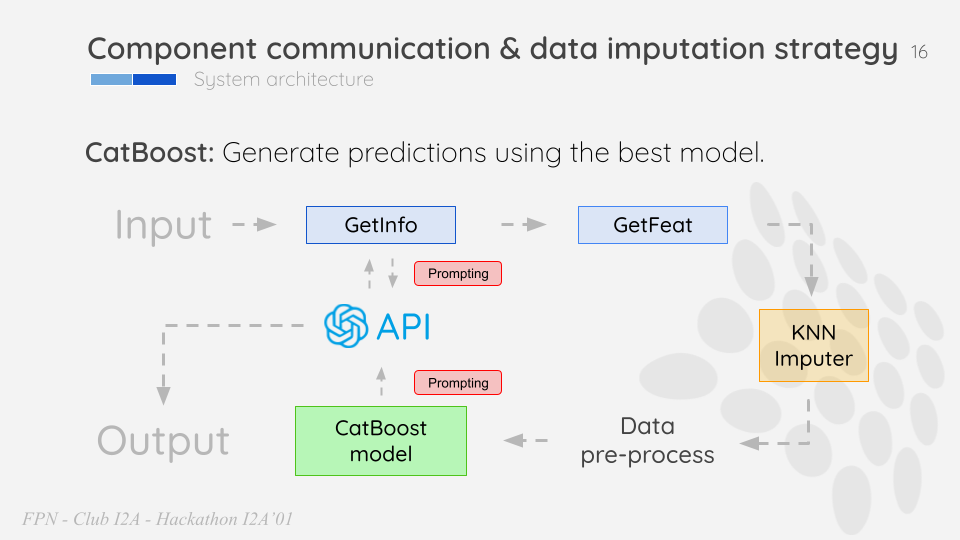 Component communication & data imputation strategy
16
System architecture
CatBoost: Generate predictions using the best model.
Input
GetInfo
GetFeat
Prompting
API
KNN
Imputer
Prompting
Output
CatBoost
model
Data
pre-process
FPN - Club I2A - Hackathon I2A’01